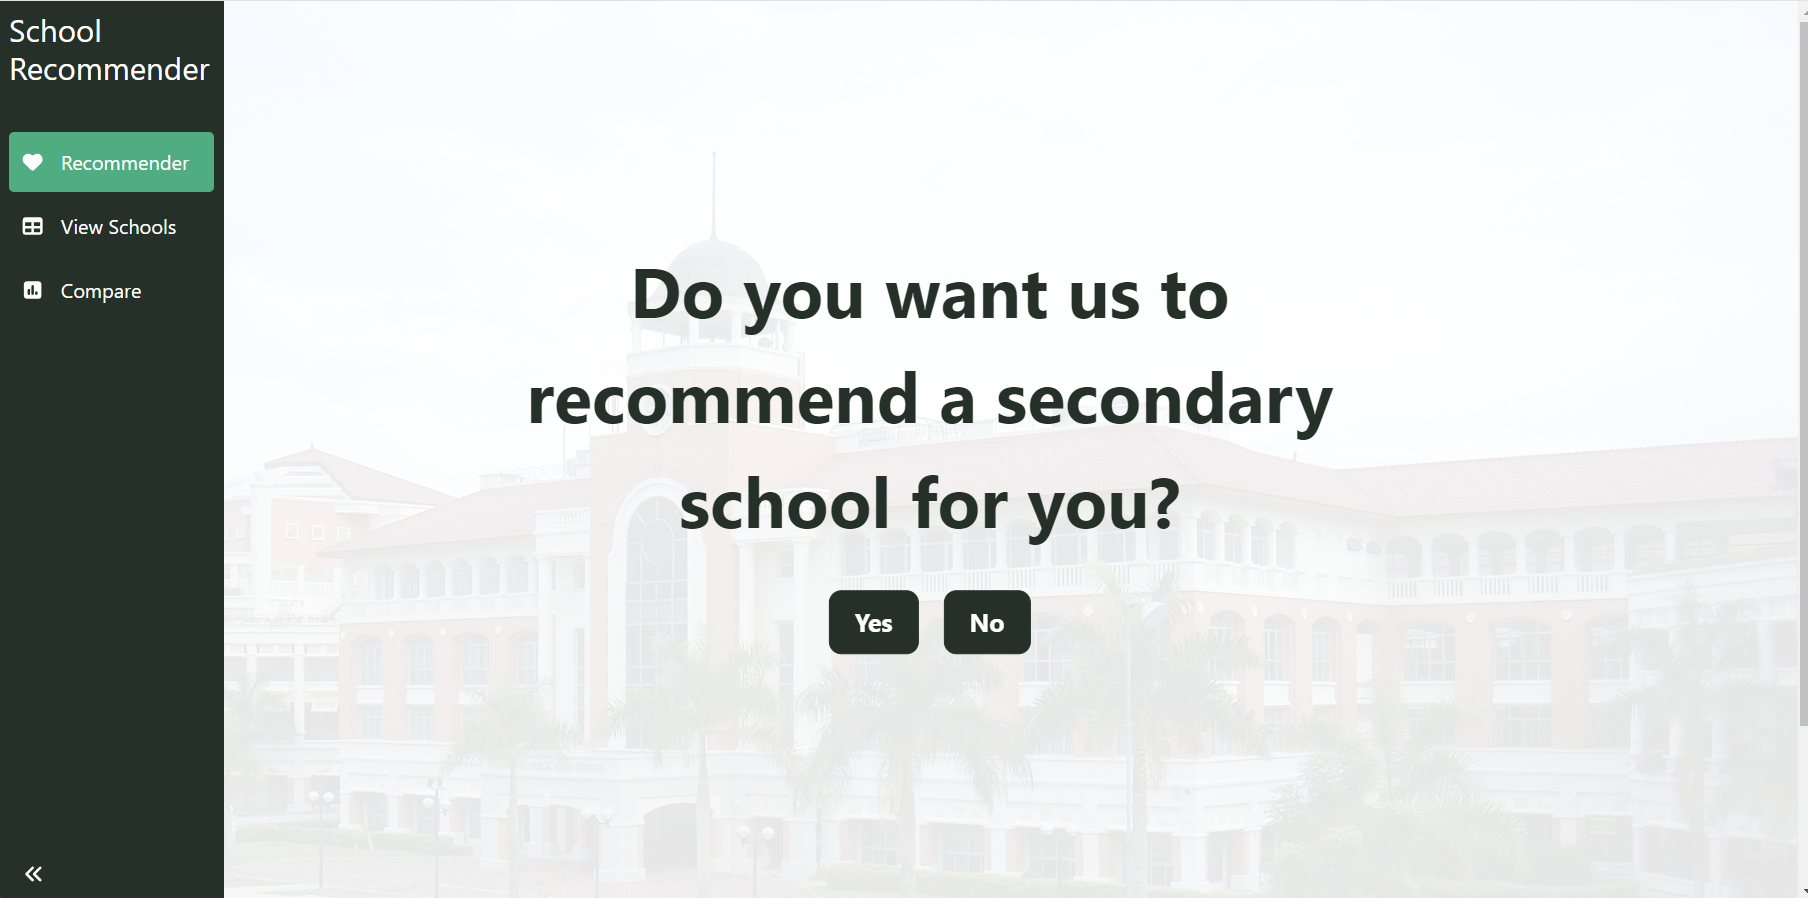 School
Recommender
Recommender
View Schools
Compare
Do you want us to
recommend a secondary
school for you?
Yes No